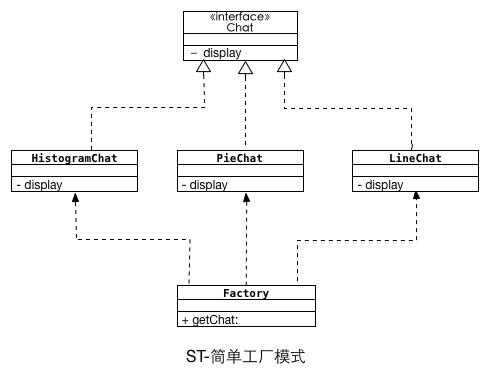 «interface»
Chat
– display
HistogramChat
- display
PieChat
- display
LineChat
- display
Factory
+ getChat:
ST-简单工厂模式